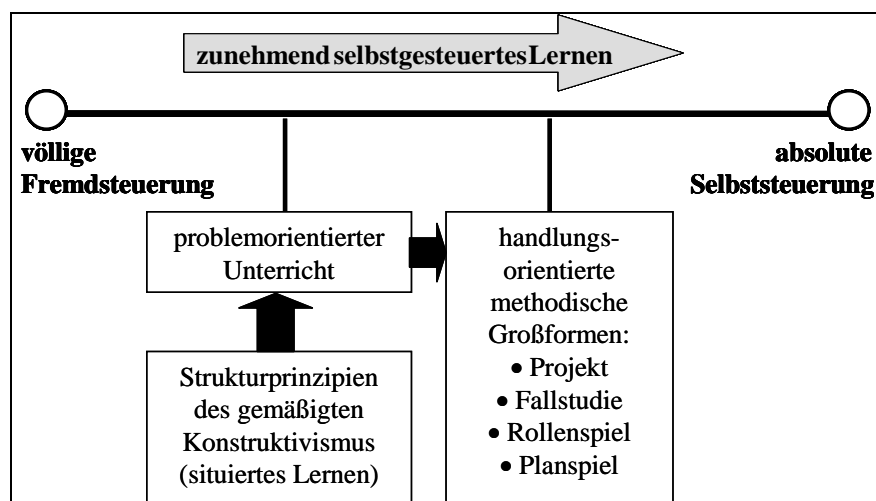 zunehmend selbstgesteuertes Lernen
völlige
Fremdsteuerung
absolute
Selbststeuerung
problemorientierter
Unterricht
handlungs-
orientierte
methodische
Großformen:
• Projekt
• Fallstudie
• Rollenspiel
• Planspiel
Strukturprinzipien
des gemäßigten
Konstruktivismus
(situiertes Lernen)